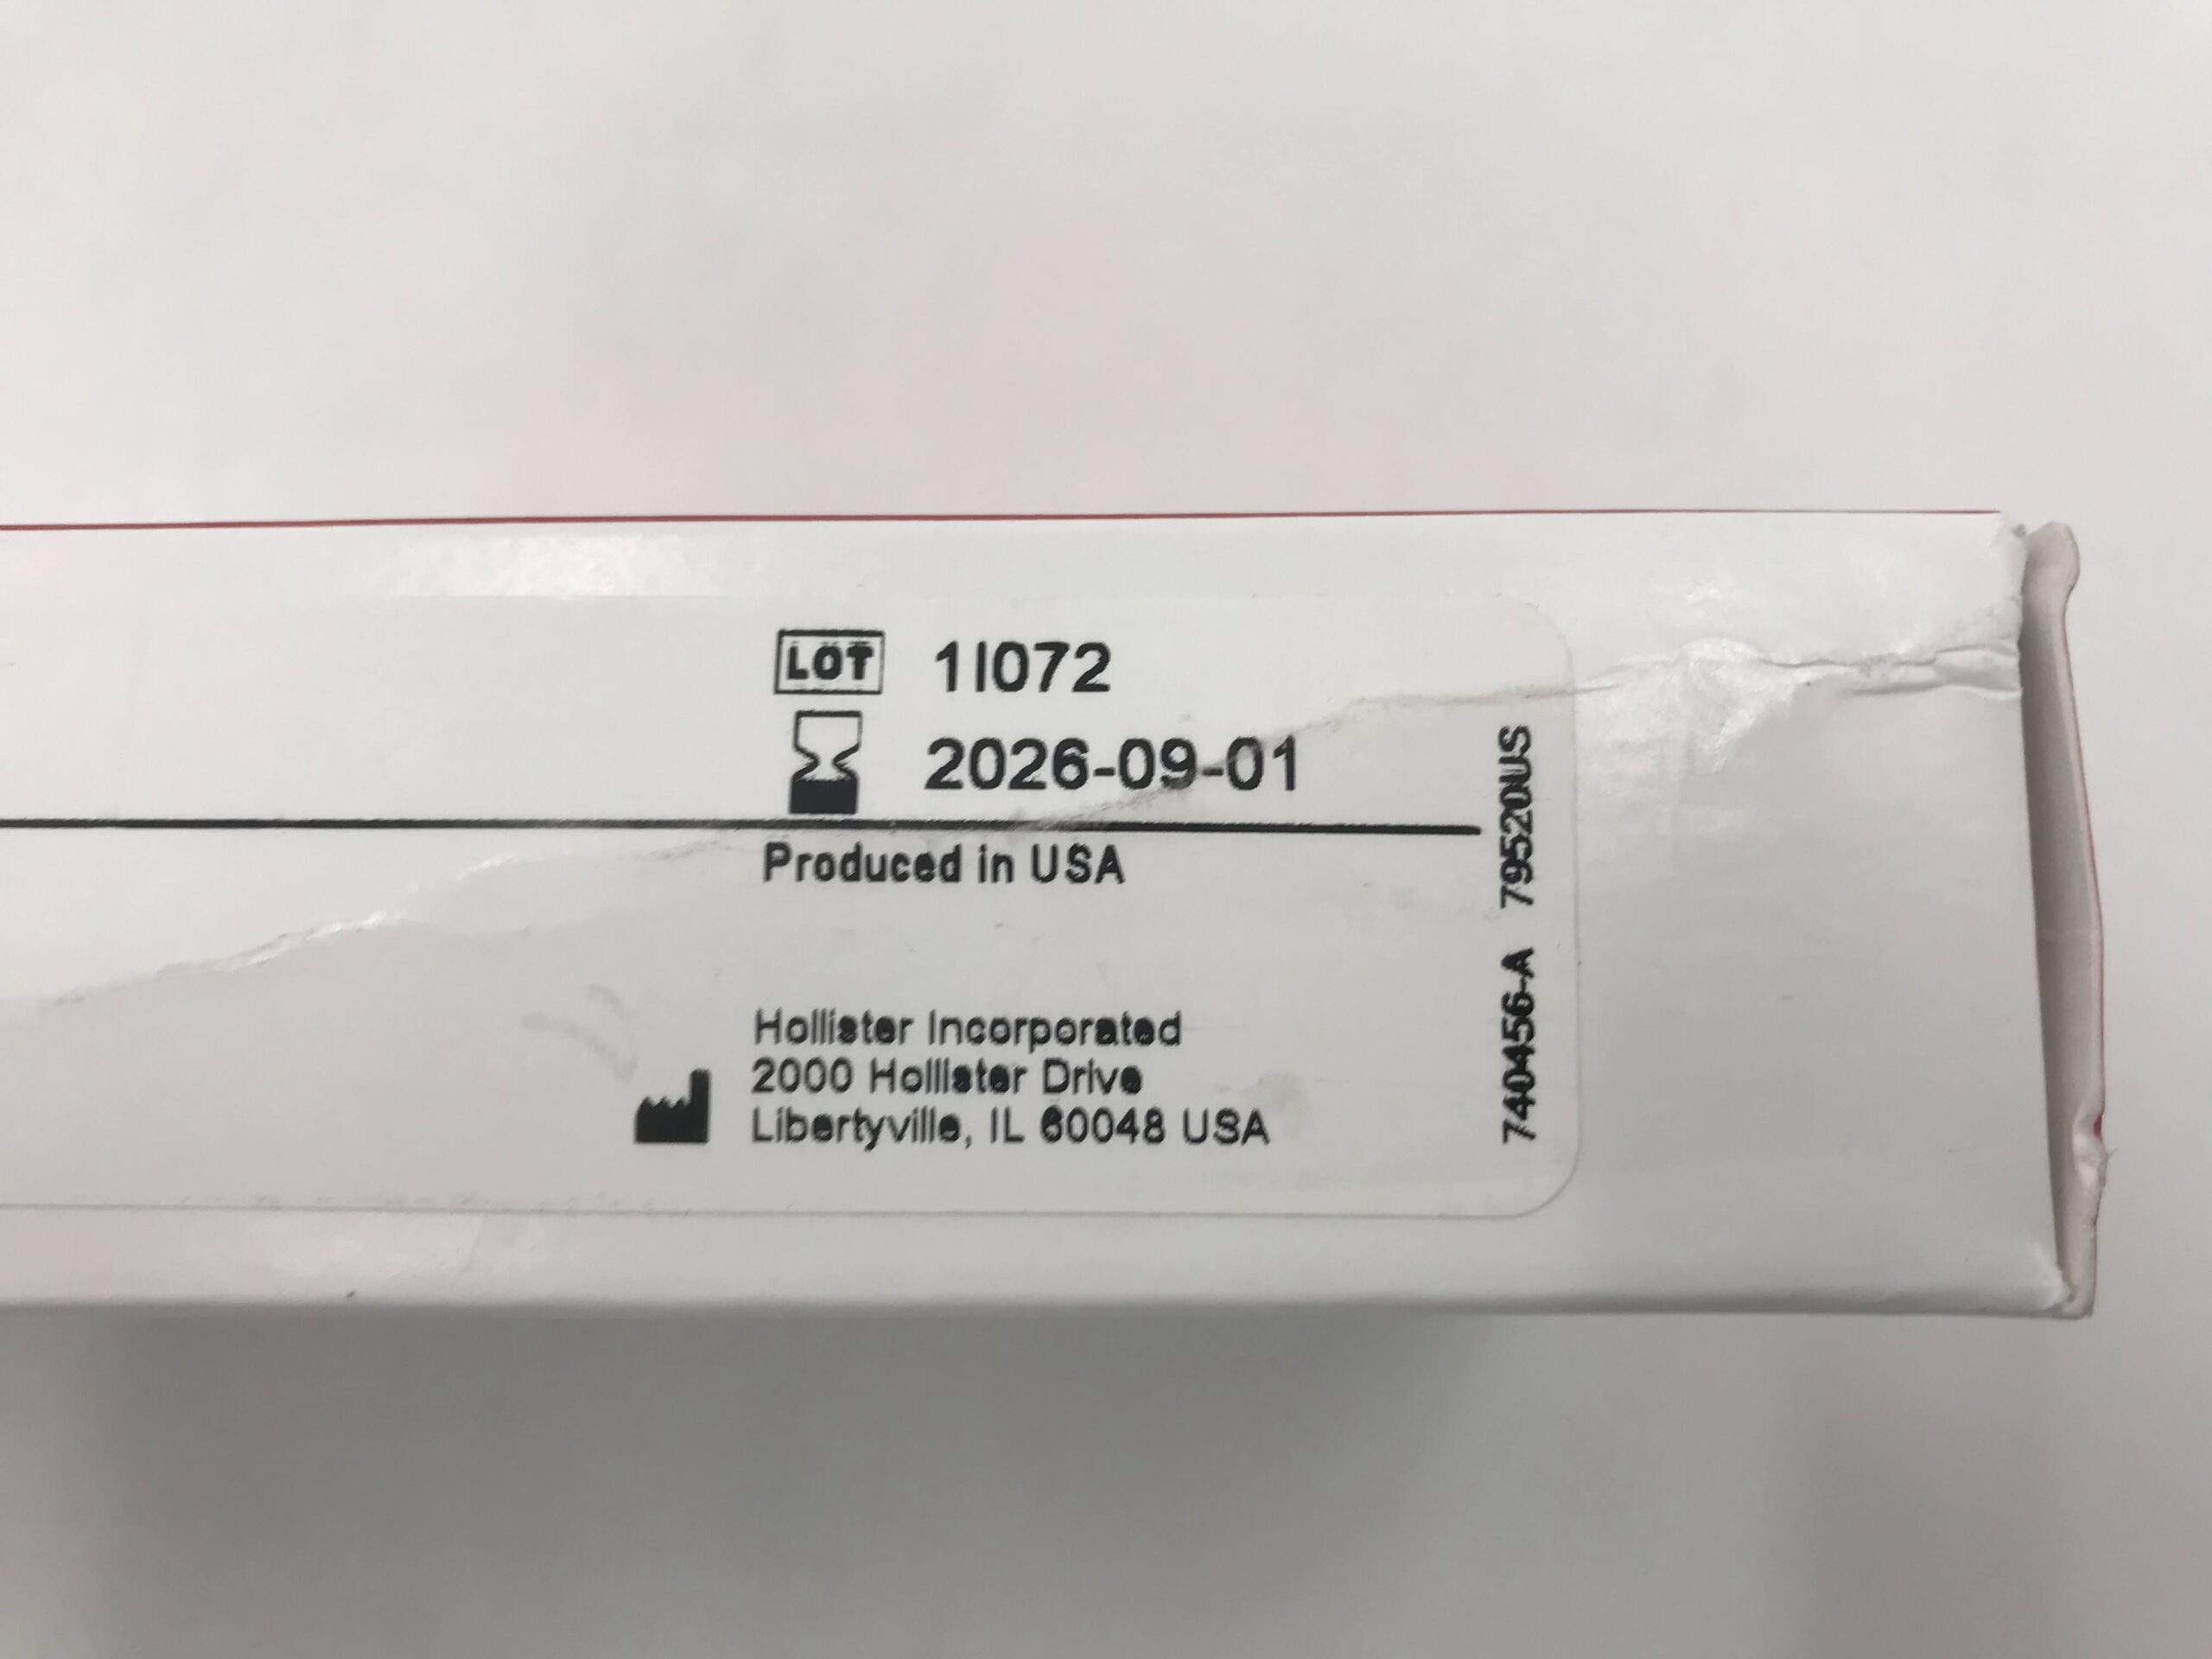 LOT 1I072
2026-09-01
Produced in USA
Hollister Incorporated
2000 Hollister Drive
Libertyville, IL 60048 USA
740456-A 79520US